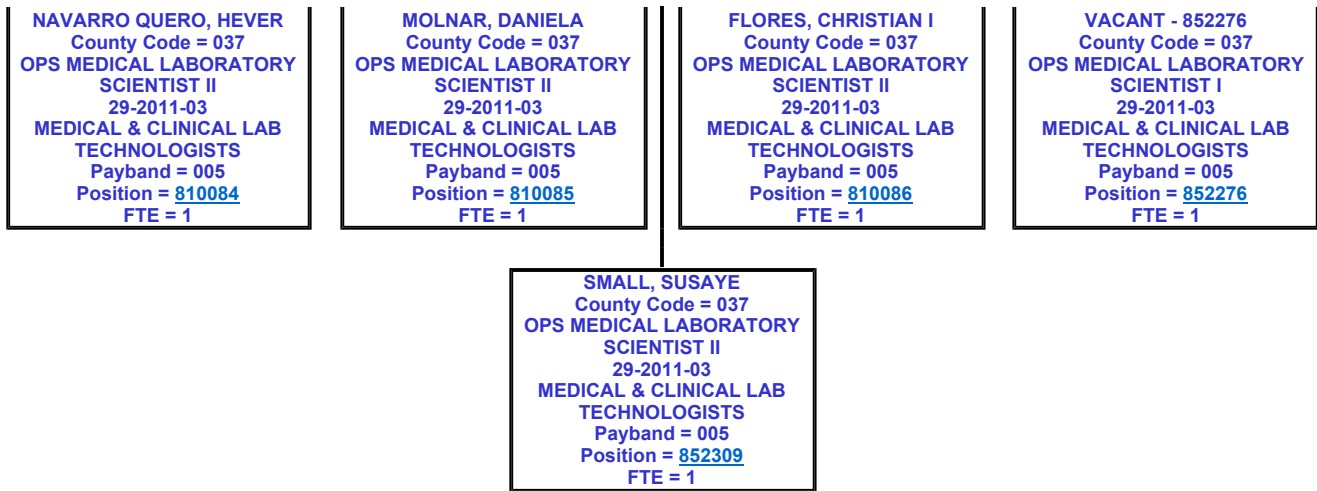 NAVARRO QUERO, HEVER
County Code = 037
OPS MEDICAL LABORATORY
SCIENTIST II
29-2011-03
MEDICAL & CLINICAL LAB
TECHNOLOGISTS
Payband = 005
Position = 810084
FTE = 1
MOLNAR, DANIELA
County Code = 037
OPS MEDICAL LABORATORY
SCIENTIST II
29-2011-03
MEDICAL & CLINICAL LAB
TECHNOLOGISTS
Payband = 005
Position = 810085
FTE = 1
FLORES, CHRISTIAN I
County Code = 037
OPS MEDICAL LABORATORY
SCIENTIST II
29-2011-03
MEDICAL & CLINICAL LAB
TECHNOLOGISTS
Payband = 005
Position = 810086
FTE = 1
VACANT - 852276
County Code = 037
OPS MEDICAL LABORATORY
SCIENTIST I
29-2011-03
MEDICAL & CLINICAL LAB
TECHNOLOGISTS
Payband = 005
Position = 852276
FTE = 1
SMALL, SUSAYE
County Code = 037
OPS MEDICAL LABORATORY
SCIENTIST II
29-2011-03
MEDICAL & CLINICAL LAB
TECHNOLOGISTS
Payband = 005
Position = 852309
FTE = 1